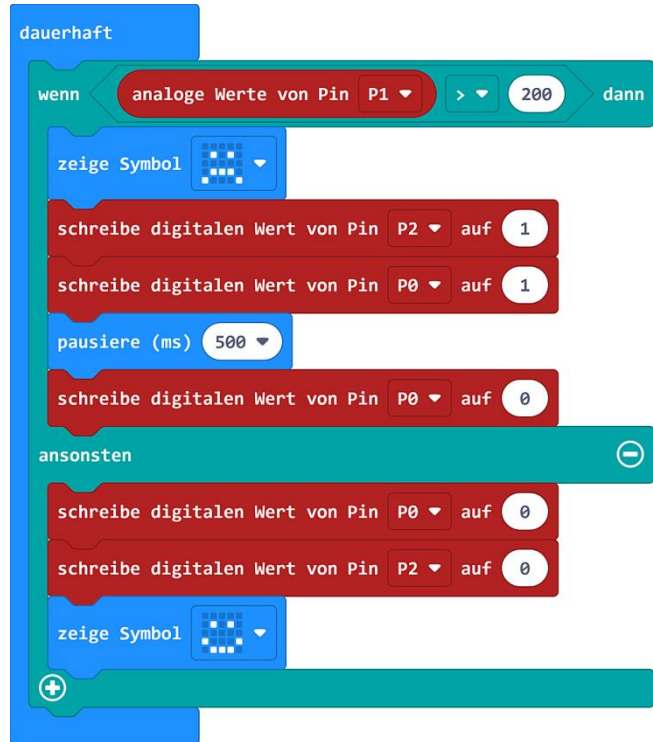 dauerhaft
wenn analoge Werte von Pin P1 > 200 dann
zeige Symbol
schreibe digitalen Wert von Pin P2 auf 1
schreibe digitalen Wert von Pin P0 auf 1
pausiere (ms) 500
schreibe digitalen Wert von Pin P0 auf 0
ansonsten
schreibe digitalen Wert von Pin P0 auf 0
schreibe digitalen Wert von Pin P2 auf 0
zeige Symbol